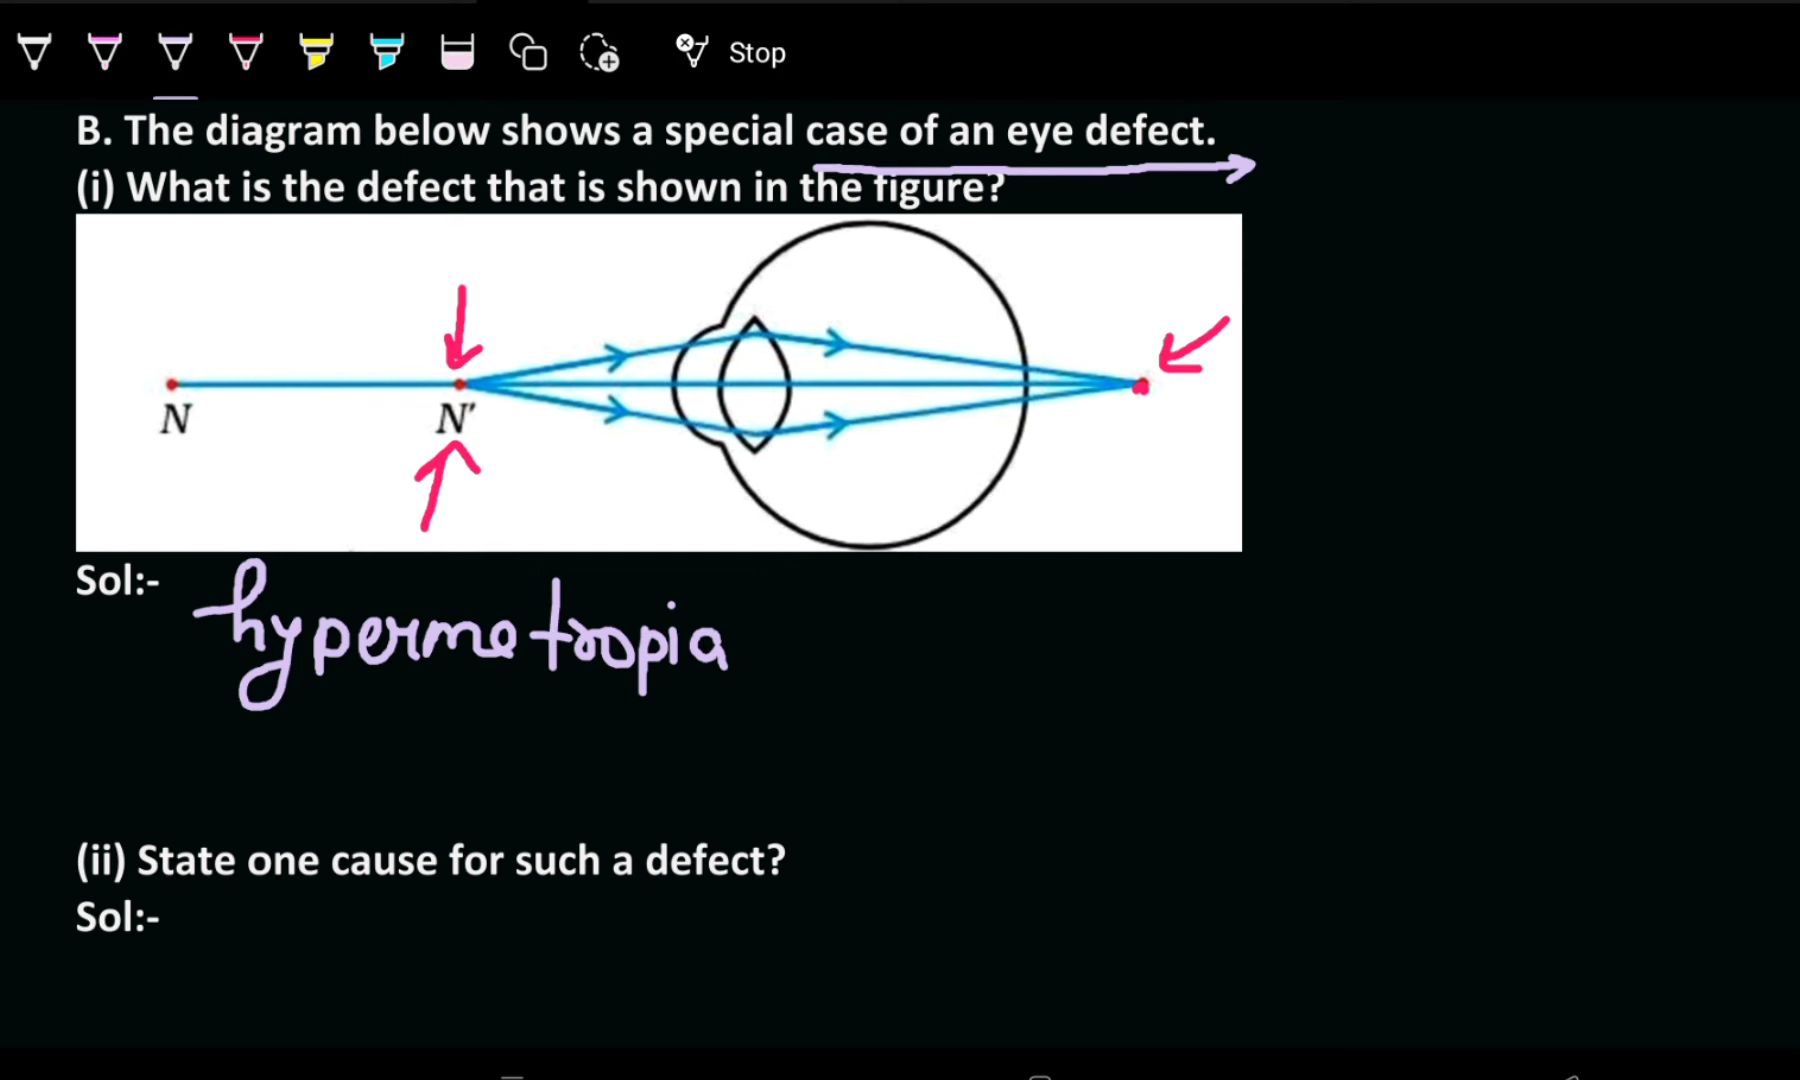 Stop
B. The diagram below shows a special case of an eye defect.
(i) What is the defect that is shown in the figure?
N
N'
Sol:-
hypermetropia
(ii) State one cause for such a defect?
Sol:-